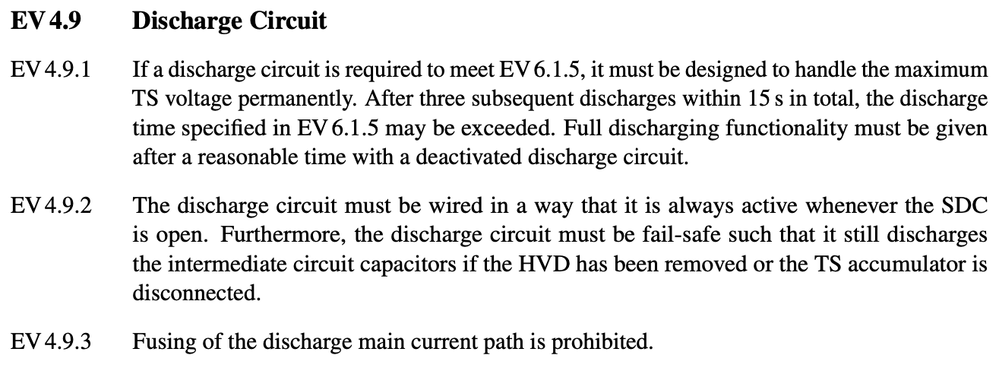 EV 4.9 Discharge Circuit
EV 4.9.1 If a discharge circuit is required to meet EV 6.1.5, it must be designed to handle the maximum
TS voltage permanently. After three subsequent discharges within 15 s in total, the discharge
time specified in EV 6.1.5 may be exceeded. Full discharging functionality must be given
after a reasonable time with a deactivated discharge circuit.
EV 4.9.2 The discharge circuit must be wired in a way that it is always active whenever the SDC
is open. Furthermore, the discharge circuit must be fail-safe such that it still discharges
the intermediate circuit capacitors if the HVD has been removed or the TS accumulator is
disconnected.
EV 4.9.3 Fusing of the discharge main current path is prohibited.